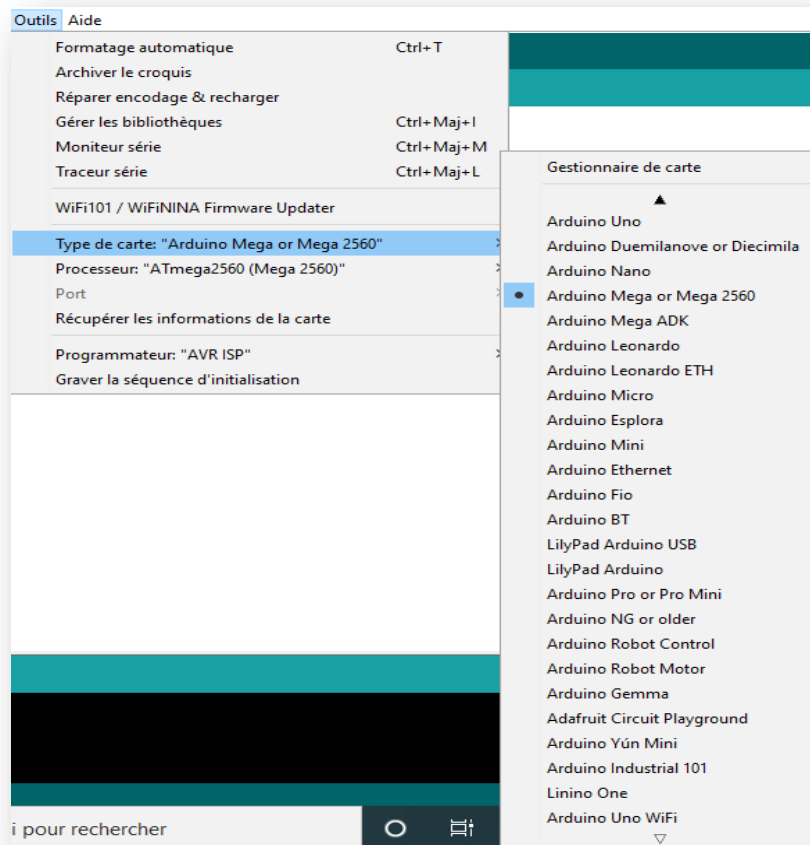 Outils Aide
Formatage automatique Ctrl+T
Archiver le croquis
Réparer encodage & recharger
Gérer les bibliothèques Ctrl+Maj+I
Moniteur série Ctrl+Maj+M
Traceur série Ctrl+Maj+L
WiFi101 / WiFiNINA Firmware Updater
Type de carte: "Arduino Mega or Mega 2560"
Processeur: "ATmega2560 (Mega 2560)"
Port
Récupérer les informations de la carte
Programmateur: "AVR ISP"
Graver la séquence d'initialisation
Gestionnaire de carte
Arduino Uno
Arduino Duemilanove or Diecimila
Arduino Nano
Arduino Mega or Mega 2560
Arduino Mega ADK
Arduino Leonardo
Arduino Leonardo ETH
Arduino Micro
Arduino Esplora
Arduino Mini
Arduino Ethernet
Arduino Fio
Arduino BT
LilyPad Arduino USB
LilyPad Arduino
Arduino Pro or Pro Mini
Arduino NG or older
Arduino Robot Control
Arduino Robot Motor
Arduino Gemma
Adafruit Circuit Playground
Arduino Yún Mini
Arduino Industrial 101
Linino One
Arduino Uno WiFi
i pour rechercher